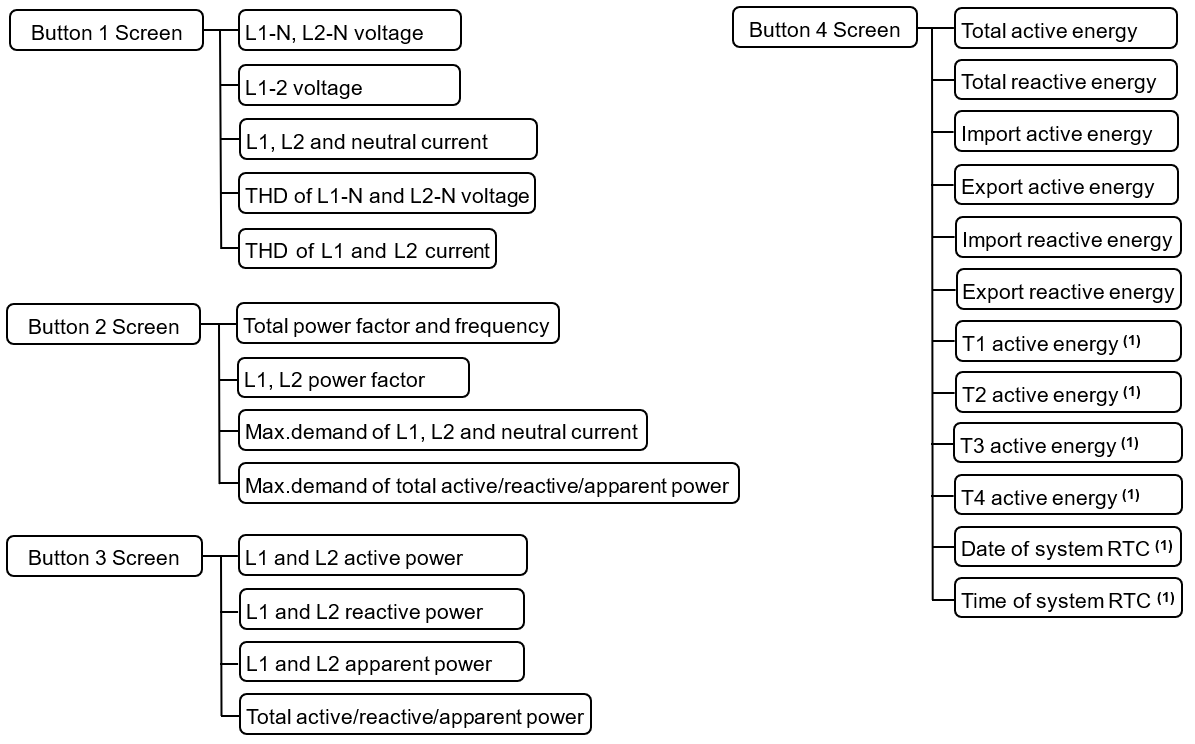 Button 1 Screen
L1-N, L2-N voltage
L1-2 voltage
L1, L2 and neutral current
THD of L1-N and L2-N voltage
THD of L1 and L2 current
Button 2 Screen
Total power factor and frequency
L1, L2 power factor
Max.demand of L1, L2 and neutral current
Max.demand of total active/reactive/apparent power
Button 3 Screen
L1 and L2 active power
L1 and L2 reactive power
L1 and L2 apparent power
Total active/reactive/apparent power
Button 4 Screen
Total active energy
Total reactive energy
Import active energy
Export active energy
Import reactive energy
Export reactive energy
T1 active energy (1)
T2 active energy (1)
T3 active energy (1)
T4 active energy (1)
Date of system RTC (1)
Time of system RTC (1)